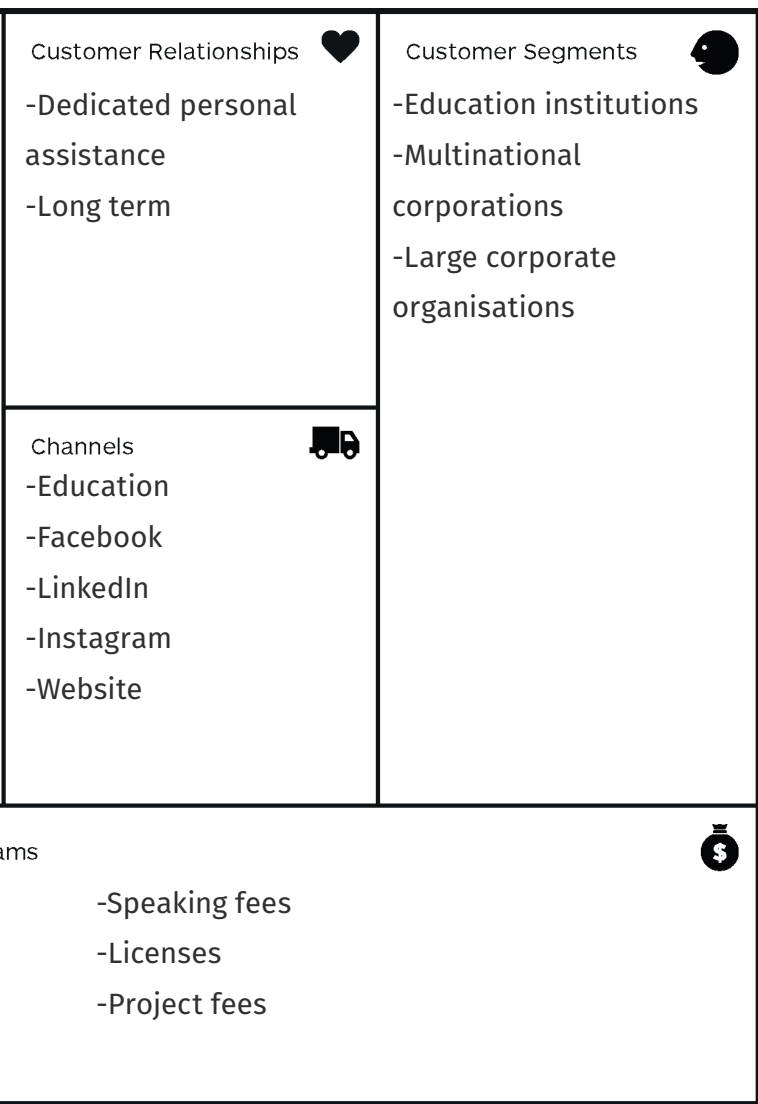 Customer Relationships
-Dedicated personal
assistance
-Long term
Customer Segments
-Education institutions
-Multinational
corporations
-Large corporate
organisations
Channels
-Education
-Facebook
-LinkedIn
-Instagram
-Website
ams
$
-Speaking fees
-Licenses
-Project fees